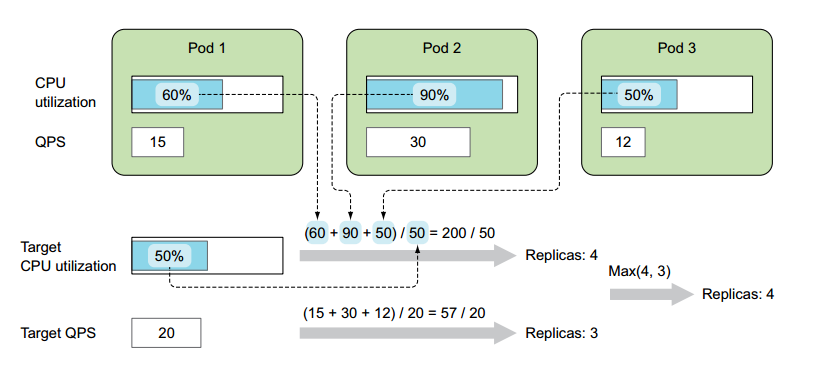 Pod 1
Pod 2
Pod 3
CPU
utilization
60%
90%
50%
QPS
15
30
12
(60 + 90 + 50) / 50 = 200 / 50
Target
CPU utilization
50%
Replicas: 4
Max(4, 3)
Replicas: 4
(15 + 30 + 12) / 20 = 57 / 20
Target QPS
20
Replicas: 3